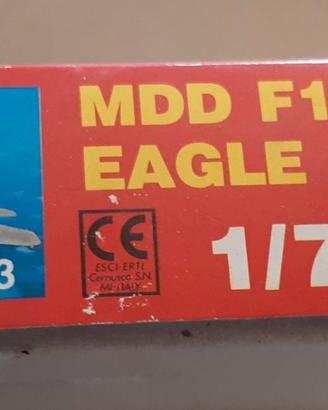 MDD F1
EAGLE
CE
ESCI-ERTL
Cernusco S.N.
MI-ITALY
1/7
3